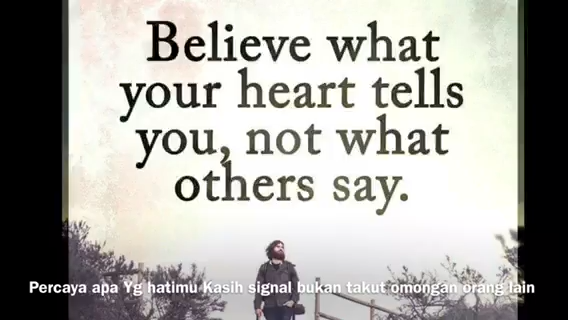 Believe what
your heart tells
you, not what
others say.
Percaya apa Yg hatimu Kasih signal bukan takut omongan orang lain